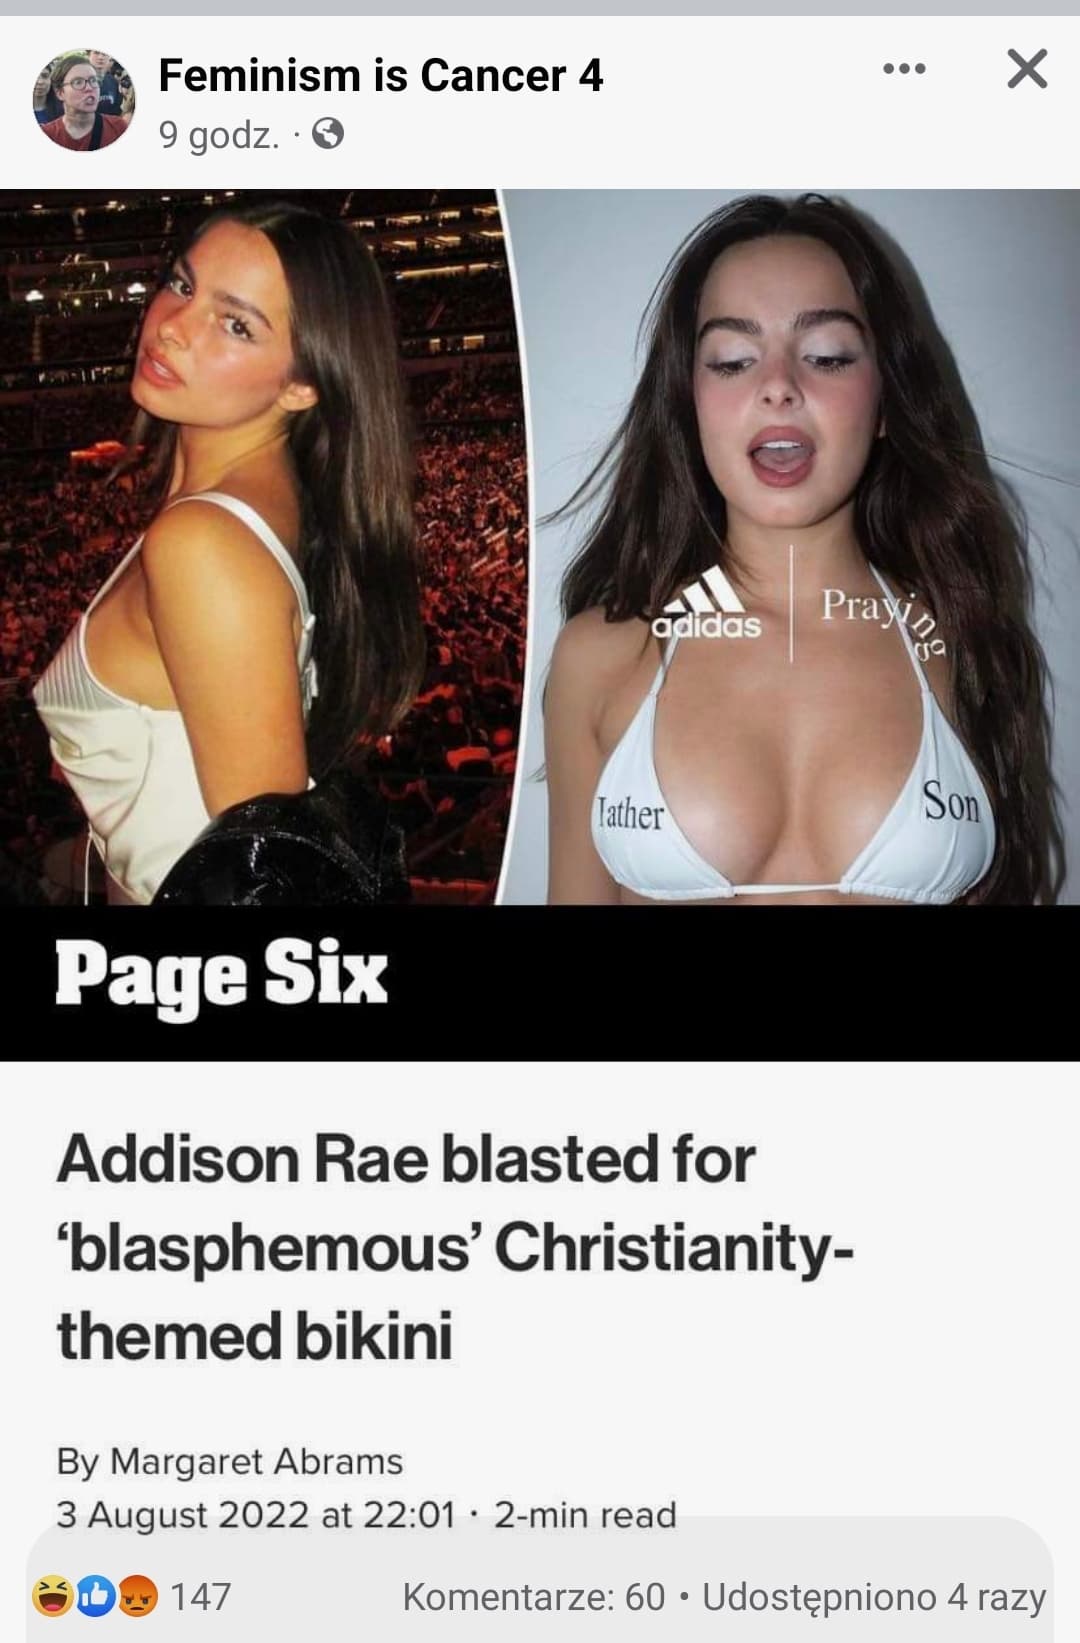 Feminism is Cancer 4
9 godz. ·
adidas
Praying
Father
Son
Page Six
Addison Rae blasted for
‘blasphemous’ Christianity-
themed bikini
By Margaret Abrams
3 August 2022 at 22:01 · 2-min read
147 Komentarze: 60 • Udostępniono 4 razy